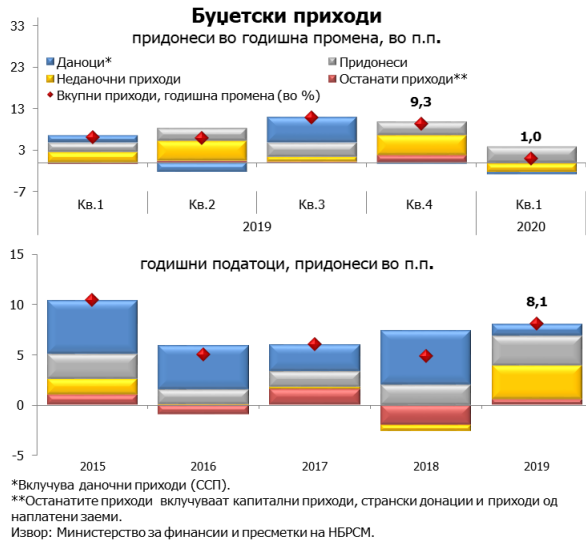 Буџетски приходи
придонеси во годишна промена, во п.п.
33
23
13
3
-7
Даноци*
Придонеси
Неданочни приходи
Останати приходи**
Вкупни приходи, годишна промена (во %)
9,3
1,0
Кв.1
Кв.2
Кв.3
Кв.4
Кв.1
2019
2020
годишни податоци, придонеси во п.п.
15
10
5
0
-5
8,1
2015
2016
2017
2018
2019
*Вклучува даночни приходи (ССП).
**Останатите приходи вклучуваат капитални приходи, странски донации и приходи од
наплатени заеми.
Извор: Министерство за финансии и пресметки на НБРСМ.